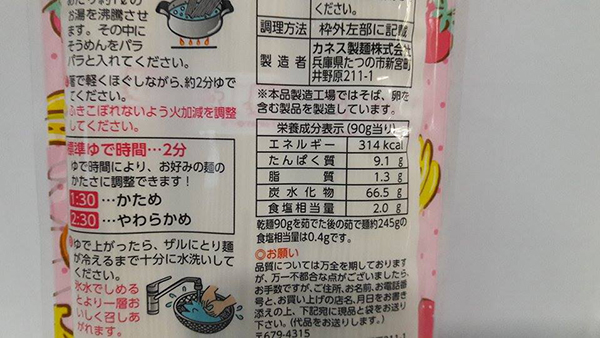 お湯を沸騰させ
ます。その中に
そうめんをパラ
パラと入れてください。
箸で軽くほぐしながら、約2分ゆで
てください。
ふきこぼれないよう火加減を調整
してください。
標準ゆで時間…2分
ゆで時間により、お好みの麺の
かたさに調整できます！
1:30…かため
2:30…やわらかめ
ゆで上がったら、ザルにとり麺
が冷えるまで十分に水洗いして
ください。
氷水でしめる
とより一層お
いしく召しあ
がれます。
ください。
調理方法 枠外左部に記載
製造者 カネス製麺株式会社
兵庫県たつの市新宮町
井野原211-1
※本品製造工場ではそば、卵を
含む製品を製造しています。
栄養成分表示(90g当り)
エネルギー 314kcal
たんぱく質 9.1 g
脂質 1.3 g
炭水化物 66.5 g
食塩相当量 2.0 g
乾麺90gを茹でた後の茹で麺約245gの
食塩相当量は0.4gです。
◎お願い
品質については万全を期しております
が、万一不都合な点がございましたら、
お手数ですが、ご住所、お名前、お電話番
号と、お買い上げの店名、月日をお書き
添えの上、下記宛に現品と袋をお送り
下さい。(代品をお送りします。)
〒679-4315